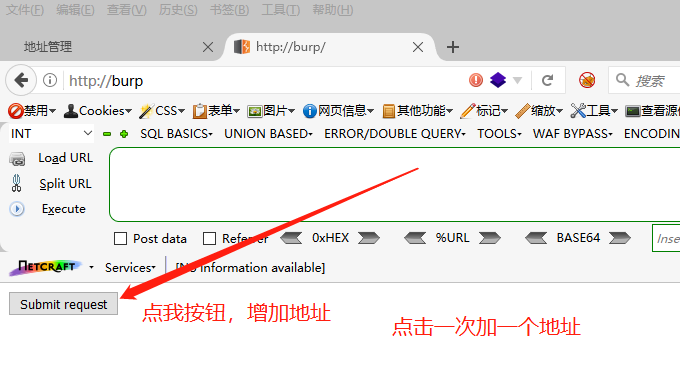 文件(F) 编辑(E) 查看(V) 历史(S) 书签(B) 工具(T) 帮助(H)
地址管理 http://burp/
http://burp 搜索
禁用 Cookies CSS 表单 图片 网页信息 其他功能 标记 缩放 工具 查看源
INT SQL BASICS UNION BASED ERROR/DOUBLE QUERY TOOLS WAF BYPASS ENCODIN
Load URL
Split URL
Execute
Post data Referrer 0xHEX %URL BASE64 Inse
NETCRAFT Services [No information available]
Submit request
点我按钮，增加地址
点击一次加一个地址